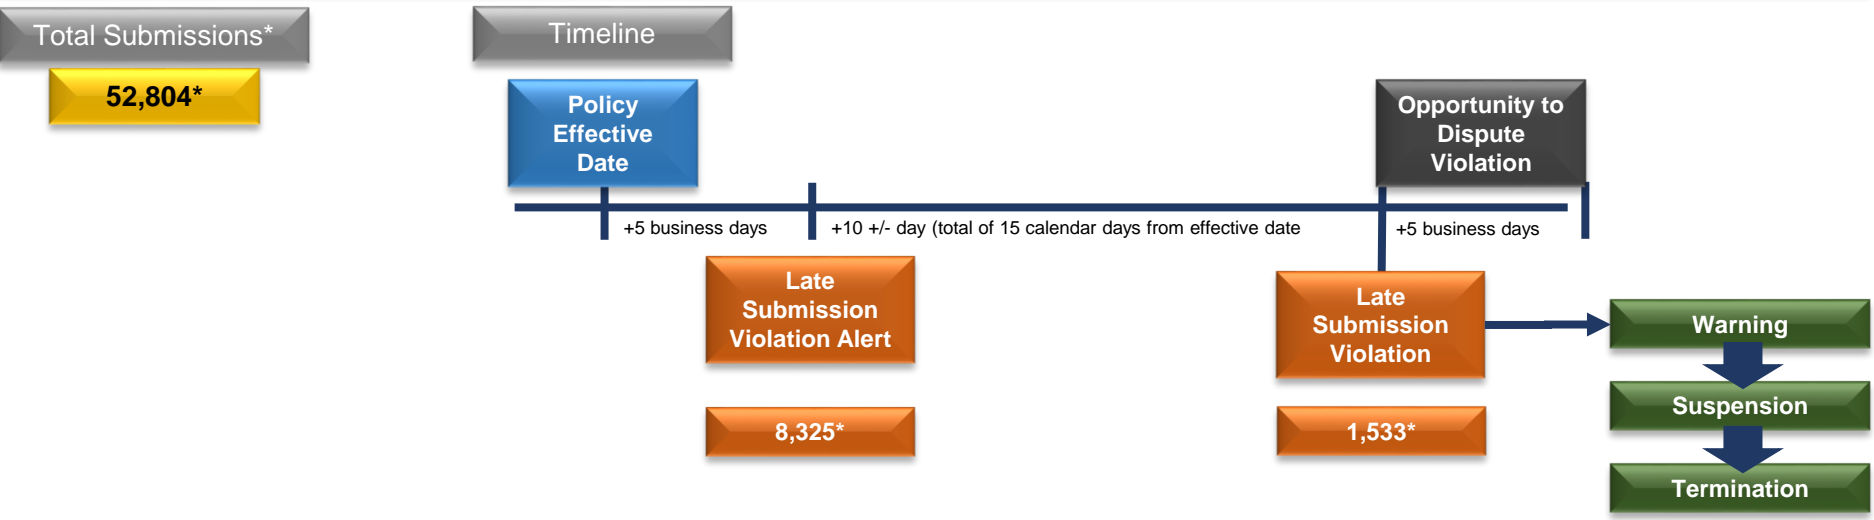 Total Submissions*
52,804*
Timeline
Policy
Effective
Date
Opportunity to
Dispute
Violation
+5 business days
+10 +/- day (total of 15 calendar days from effective date
+5 business days
Late
Submission
Violation Alert
8,325*
Late
Submission
Violation
1,533*
Warning
Suspension
Termination